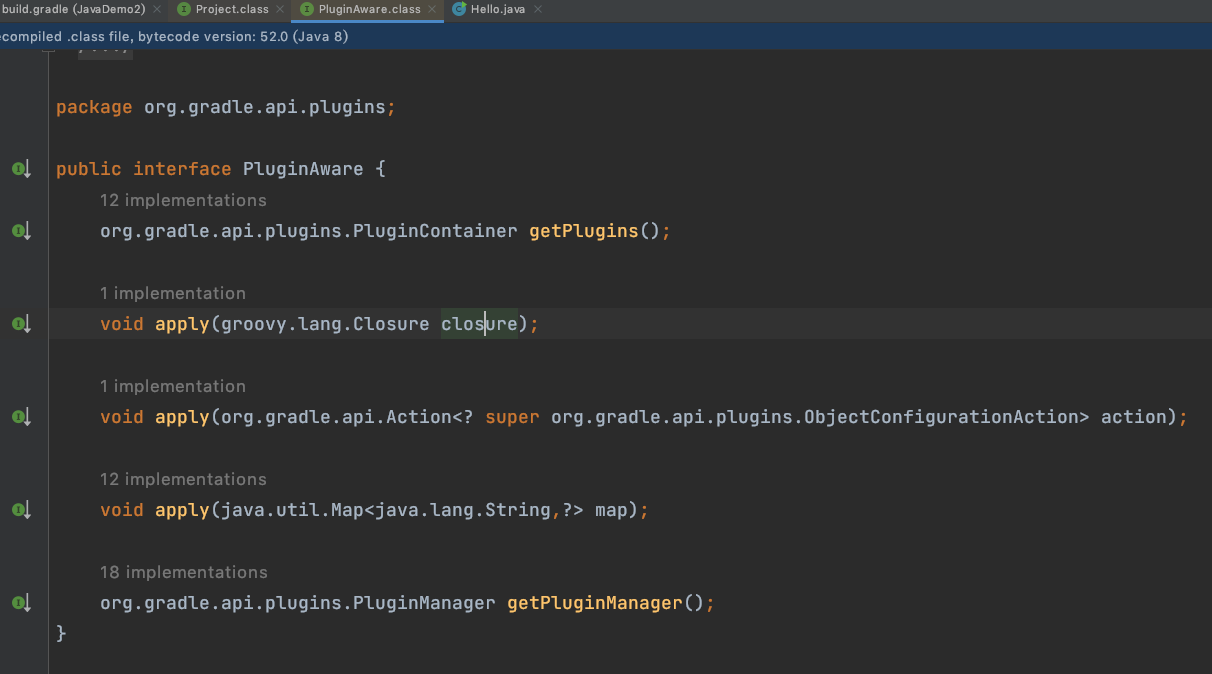 build.gradle (JavaDemo2) Project.class PluginAware.class Hello.java
ecompiled .class file, bytecode version: 52.0 (Java 8)
package org.gradle.api.plugins;
public interface PluginAware {
12 implementations
org.gradle.api.plugins.PluginContainer getPlugins();
1 implementation
void apply(groovy.lang.Closure closure);
1 implementation
void apply(org.gradle.api.Action<? super org.gradle.api.plugins.ObjectConfigurationAction> action);
12 implementations
void apply(java.util.Map<java.lang.String,?> map);
18 implementations
org.gradle.api.plugins.PluginManager getPluginManager();
}